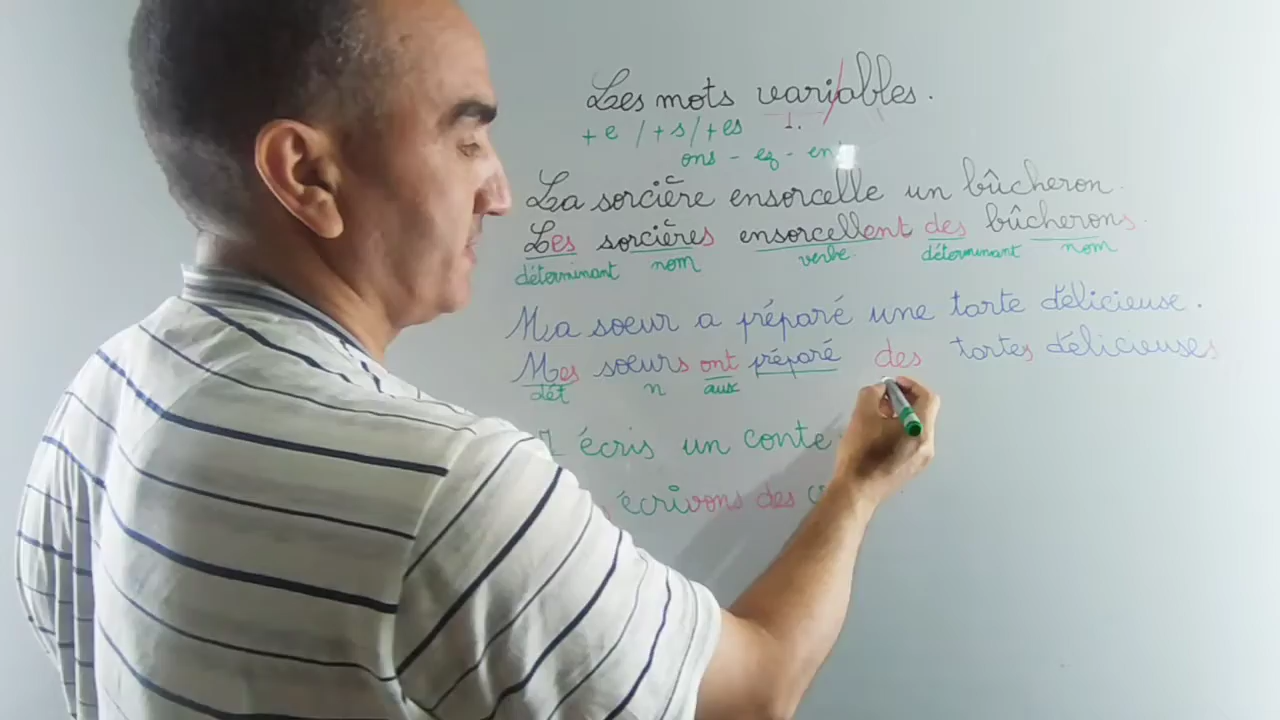 Les mots variables.
+ e / + s / + es 1.
ons - ez - en
La sorcière ensorcelle un bûcheron.
Les sorcières ensorcellent des bûcherons.
déterminant nom verbe. déterminant nom
Ma soeur a préparé une tarte délicieuse.
Mes soeurs ont préparé des tartes délicieuses
dét n aux
écris un conte
écrivons des